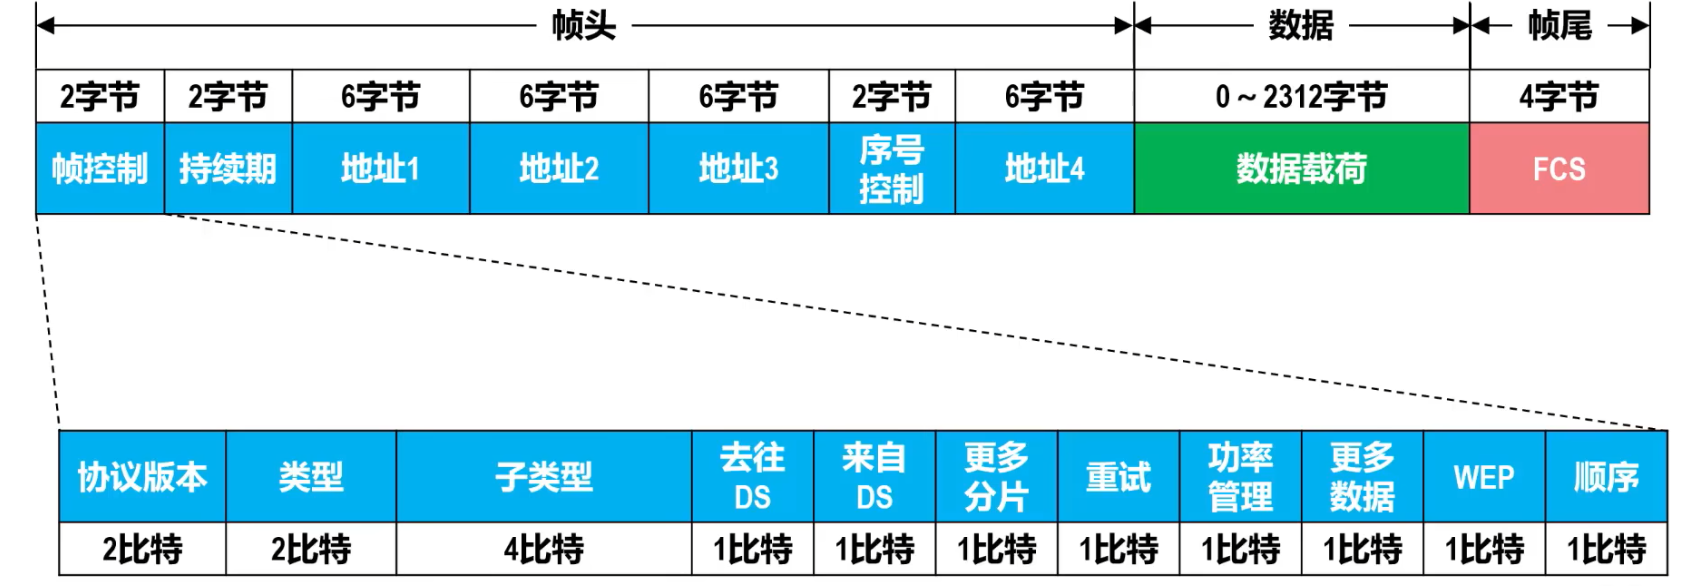 帧头 数据 帧尾
2字节 2字节 6字节 6字节 6字节 2字节 6字节 0～2312字节 4字节
帧控制 持续期 地址1 地址2 地址3 序号控制 地址4 数据载荷 FCS
协议版本 类型 子类型 去往DS 来自DS 更多分片 重试 功率管理 更多数据 WEP 顺序
2比特 2比特 4比特 1比特 1比特 1比特 1比特 1比特 1比特 1比特 1比特